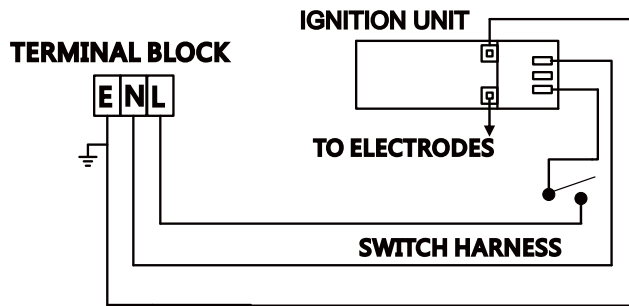 IGNITION UNIT
TERMINAL BLOCK
E N L
TO ELECTRODES
SWITCH HARNESS